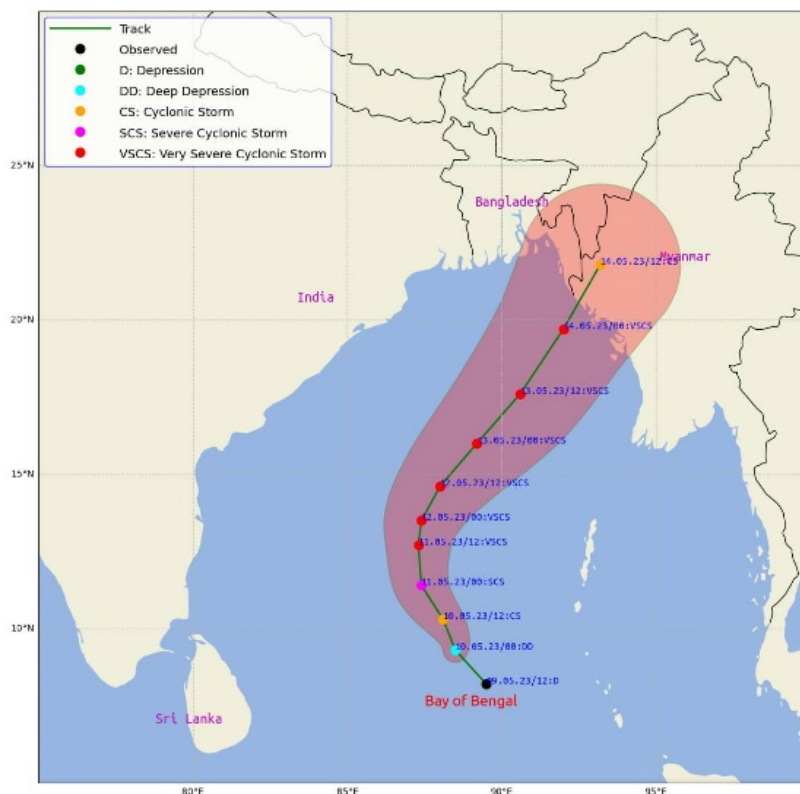 Track
Observed
D: Depression
DD: Deep Depression
CS: Cyclonic Storm
SCS: Severe Cyclonic Storm
VSCS: Very Severe Cyclonic Storm
25°N
Bangladesh
14.05.23/12:CS
Myanmar
India
20°N
14.05.23/00:VSCS
13.05.23/12:VSCS
13.05.23/00:VSCS
15°N
12.05.23/12:VSCS
12.05.23/00:VSCS
11.05.23/12:VSCS
11.05.23/00:SCS
10°N
10.05.23/12:CS
10.05.23/00:DD
09.05.23/12:D
Bay of Bengal
Sri Lanka
80°E
85°E
90°E
95°E